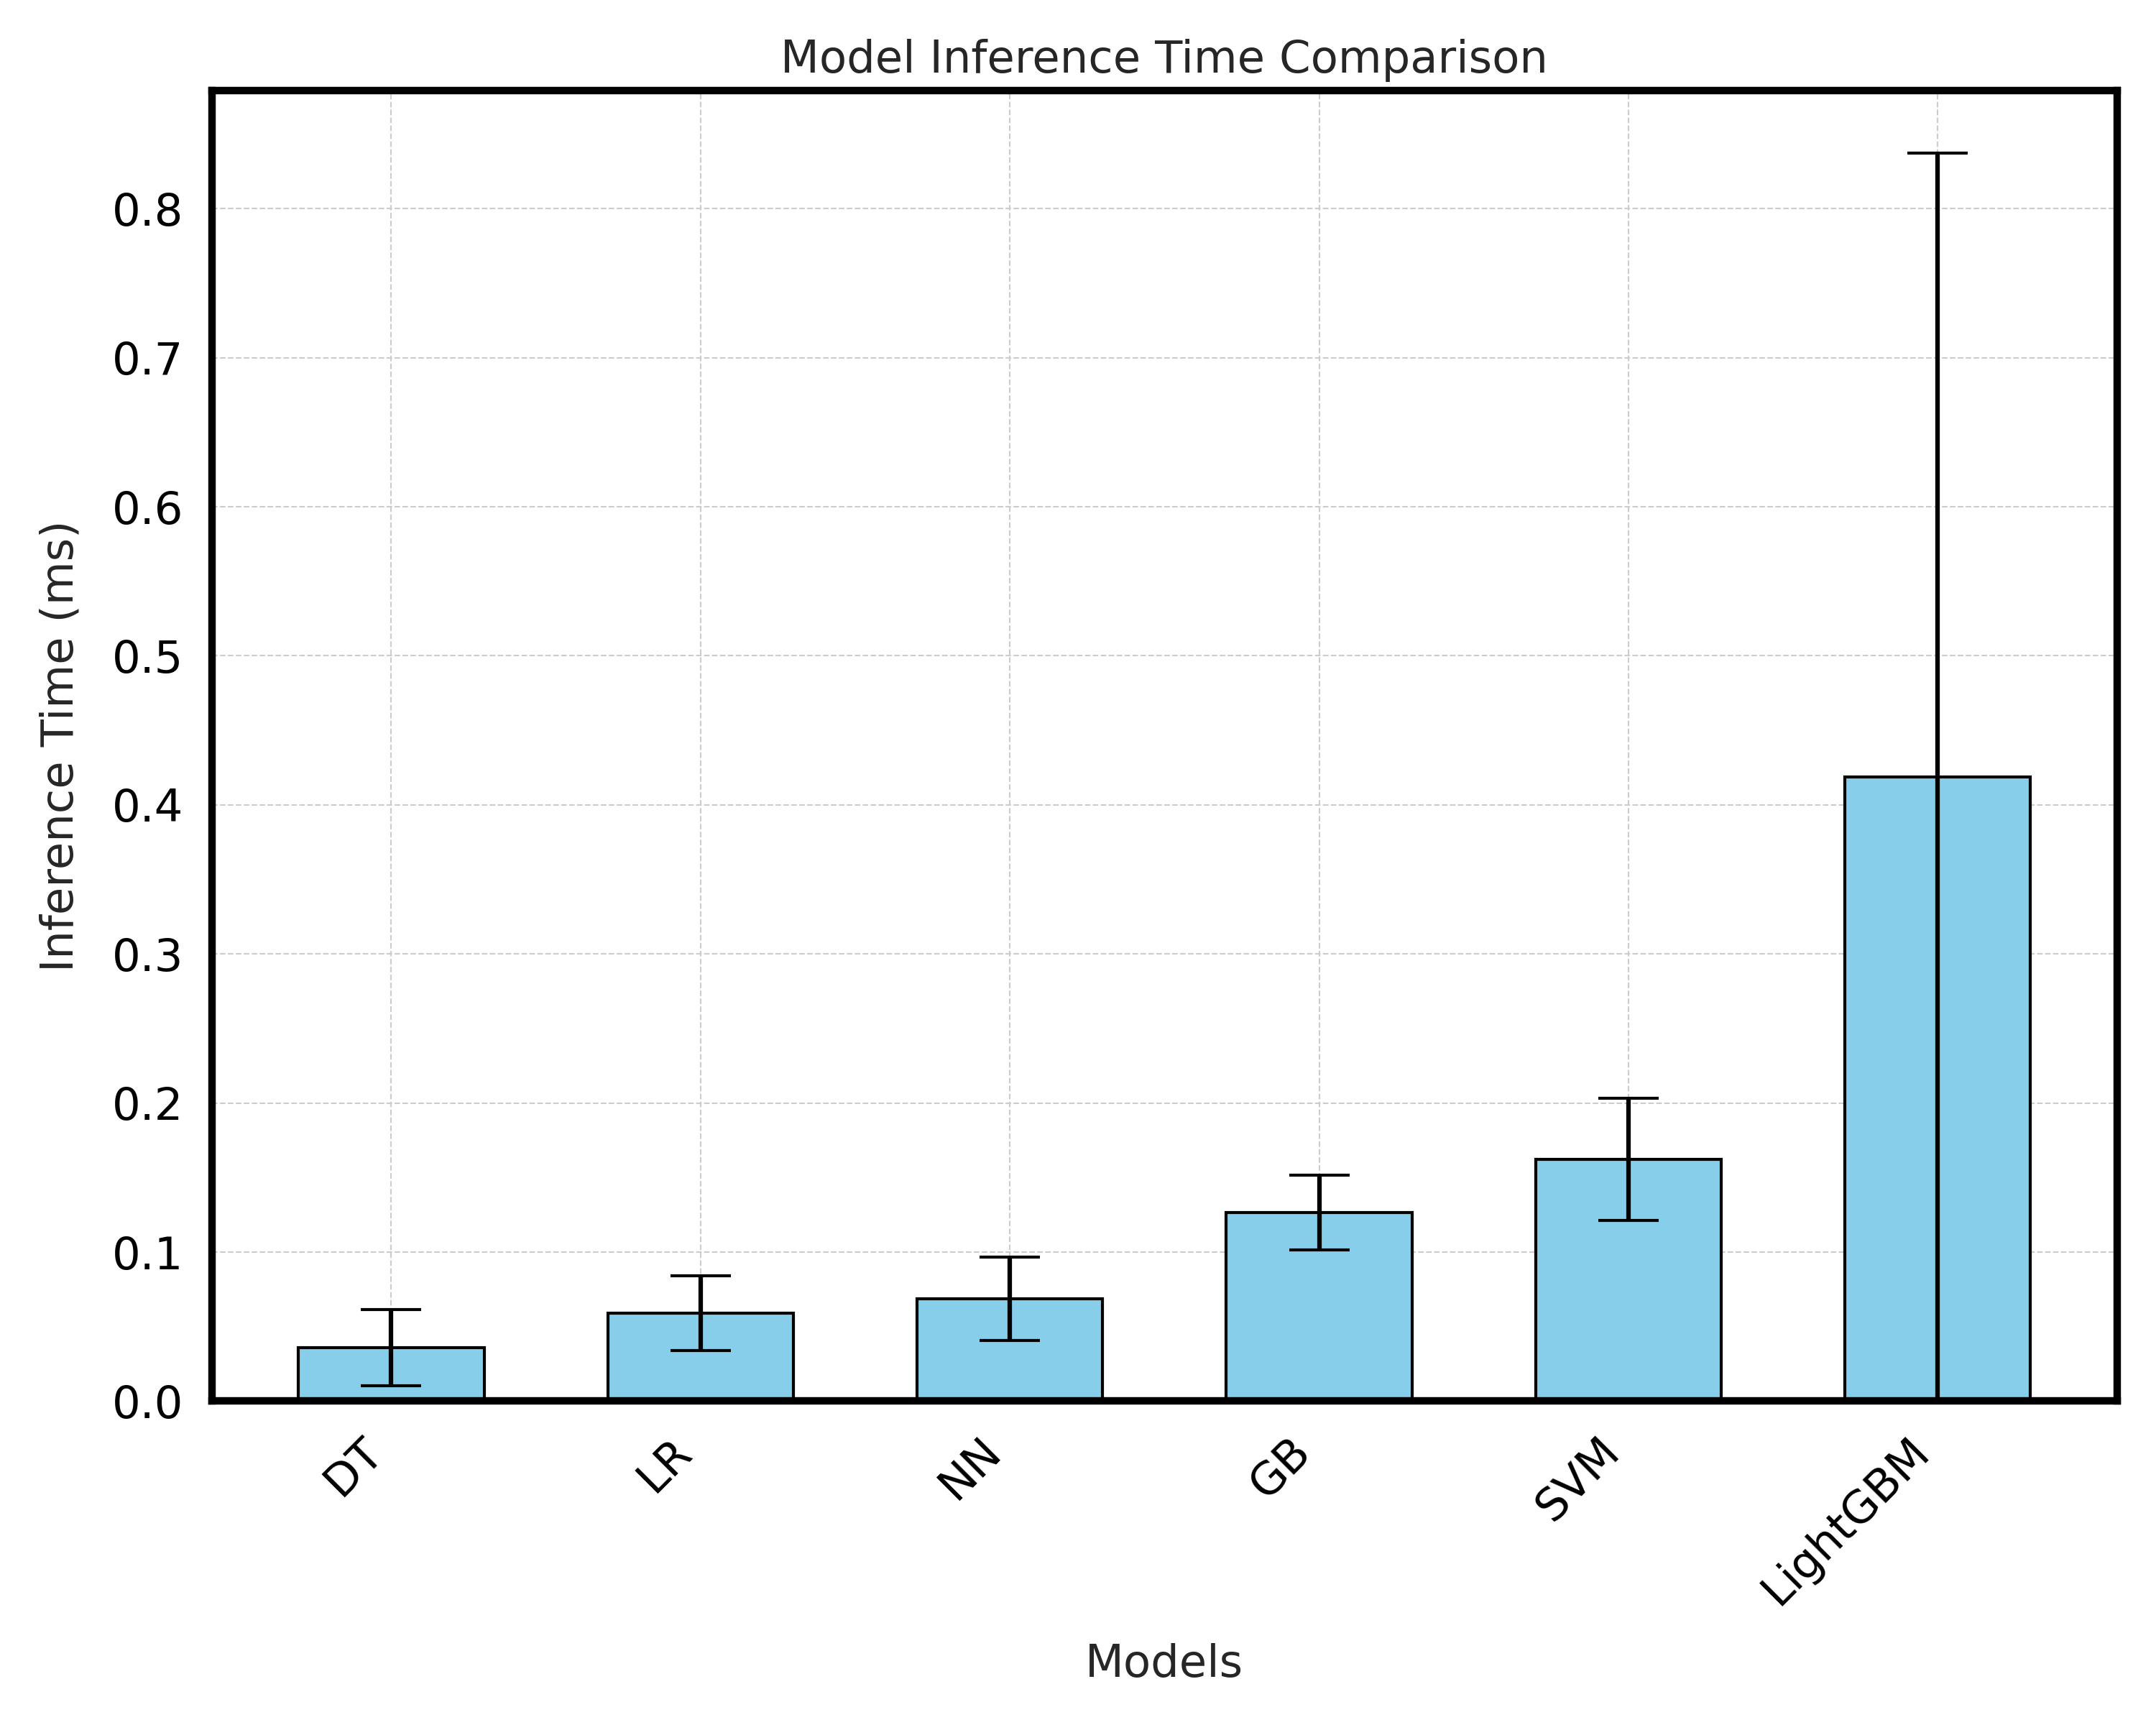 Model Inference Time Comparison
Inference Time (ms)
0.8
0.7
0.6
0.5
0.4
0.3
0.2
0.1
0.0
DT
LR
NN
GB
SVM
LightGBM
Models